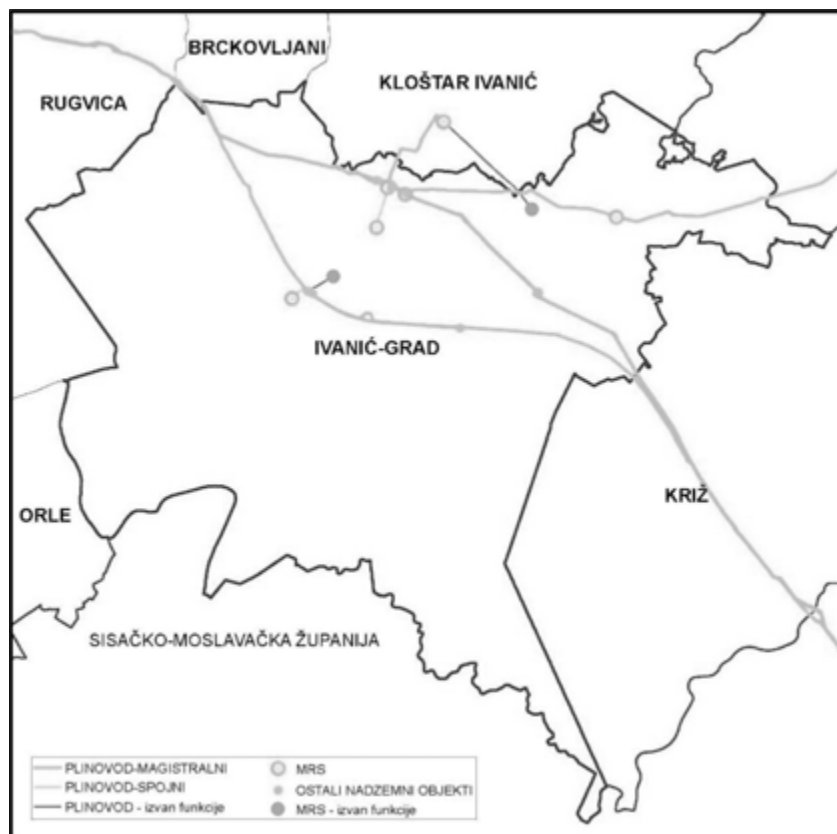 BRCKOVLJANI
KLOŠTAR IVANIĆ
RUGVICA
IVANIĆ-GRAD
KRIŽ
ORLE
SISAČKO-MOSLAVAČKA ŽUPANIJA
PLINOVOD-MAGISTRALNI
PLINOVOD-SPOJNI
PLINOVOD - izvan funkcije
MRS
OSTALI NADZEMNI OBJEKTI
MRS - izvan funkcije